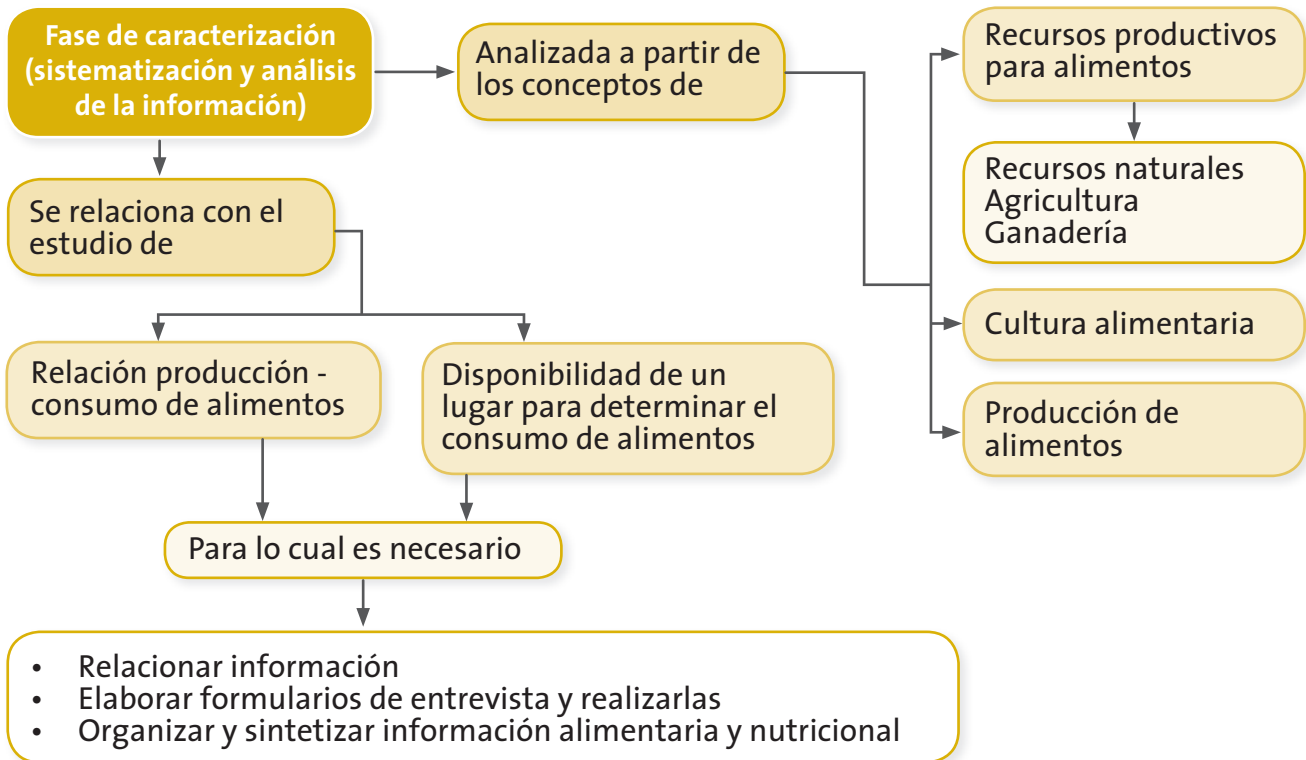 Fase de caracterización
(sistematización y análisis
de la información)
Analizada a partir de
los conceptos de
Recursos productivos
para alimentos
Recursos naturales
Agricultura
Ganadería
Se relaciona con el
estudio de
Cultura alimentaria
Relación producción -
consumo de alimentos
Disponibilidad de un
lugar para determinar el
consumo de alimentos
Producción de
alimentos
Para lo cual es necesario
• Relacionar información
• Elaborar formularios de entrevista y realizarlas
• Organizar y sintetizar información alimentaria y nutricional